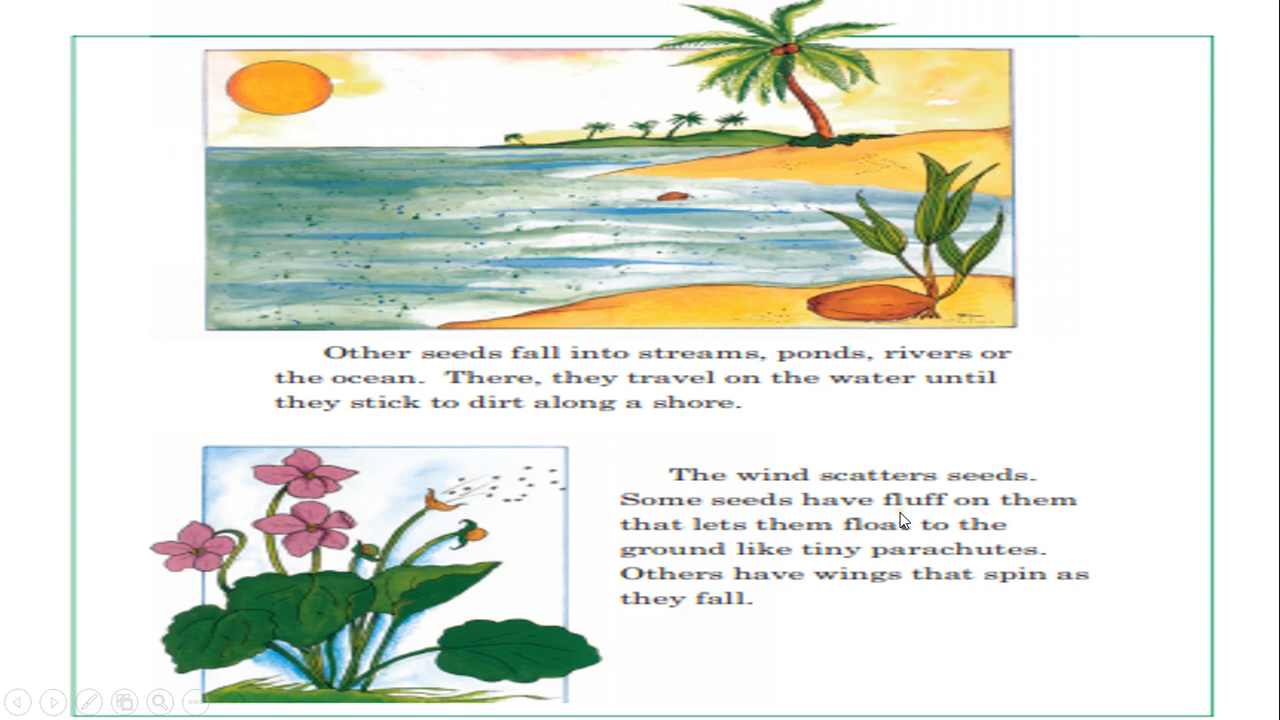 Other seeds fall into streams, ponds, rivers or
the ocean.  There, they travel on the water until
they stick to dirt along a shore.
The wind scatters seeds.
Some seeds have fluff on them
that lets them float to the
ground like tiny parachutes.
Others have wings that spin as
they fall.